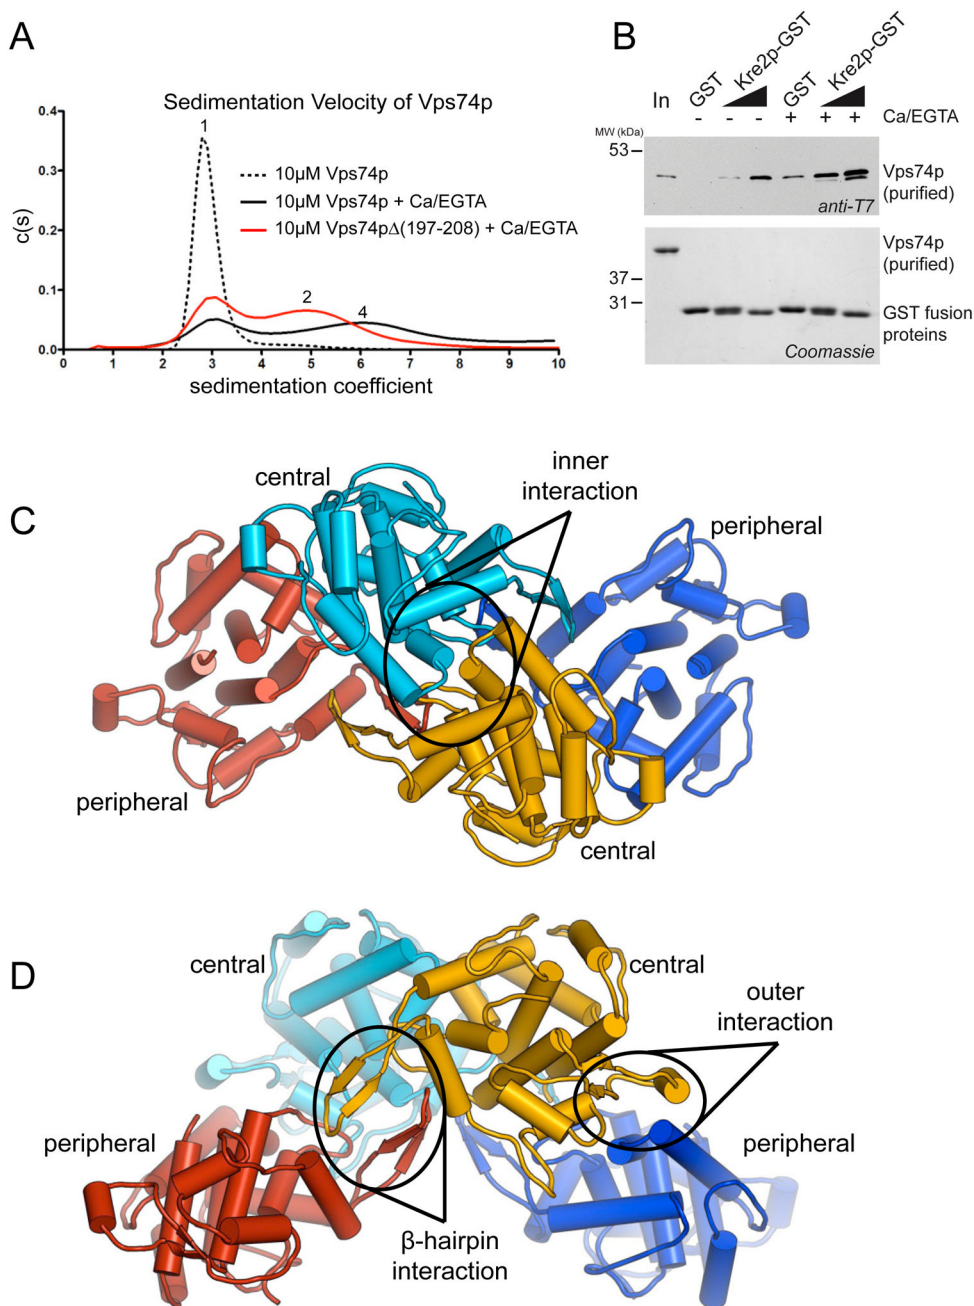 A
Sedimentation Velocity of Vps74p
c(s)
0.4
0.3
0.2
0.1
0.0
1
2
4
10μM Vps74p
10μM Vps74p + Ca/EGTA
10μM Vps74pΔ(197-208) + Ca/EGTA
0 1 2 3 4 5 6 7 8 9 10
sedimentation coefficient
B
In GST Kre2p-GST GST Kre2p-GST
- - - + + + Ca/EGTA
MW (kDa)
53
Vps74p
(purified)
anti-T7
Vps74p
(purified)
37
31
GST fusion
proteins
Coomassie
C
central
inner
interaction
peripheral
peripheral
central
D
central
central
outer
interaction
peripheral
peripheral
β-hairpin
interaction